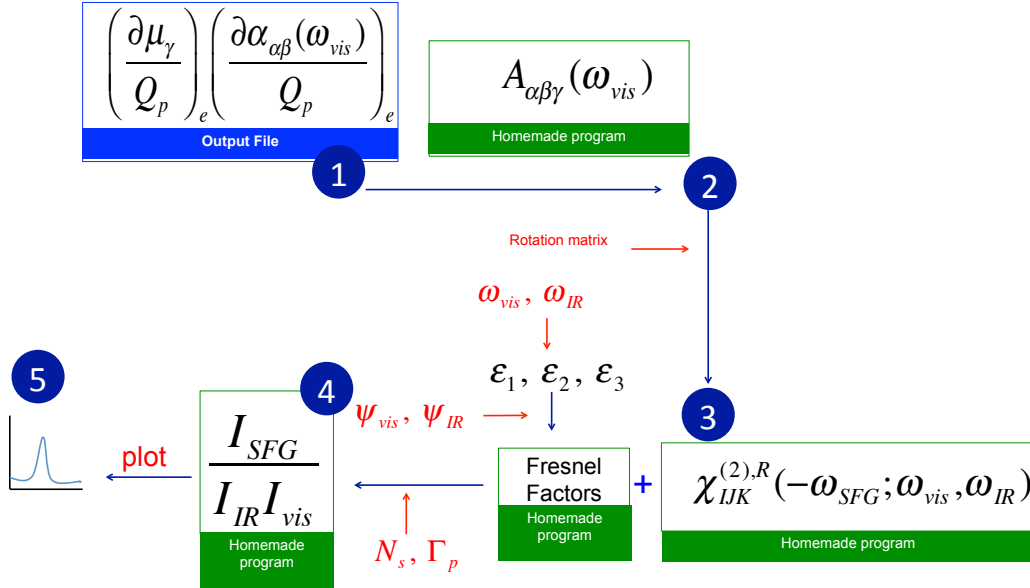 (∂μ_γ / Q_p)_e (∂α_αβ(ω_vis) / Q_p)_e
Output File
A_αβγ(ω_vis)
Homemade program
1
2
Rotation matrix
ω_vis, ω_IR
ε_1, ε_2, ε_3
5
4
3
ψ_vis, ψ_IR
plot
I_SFG / I_IR I_vis
Homemade
program
Fresnel
Factors
Homemade
program
+
χ_IJK^(2),R(-ω_SFG; ω_vis, ω_IR)
Homemade program
N_s, Γ_p